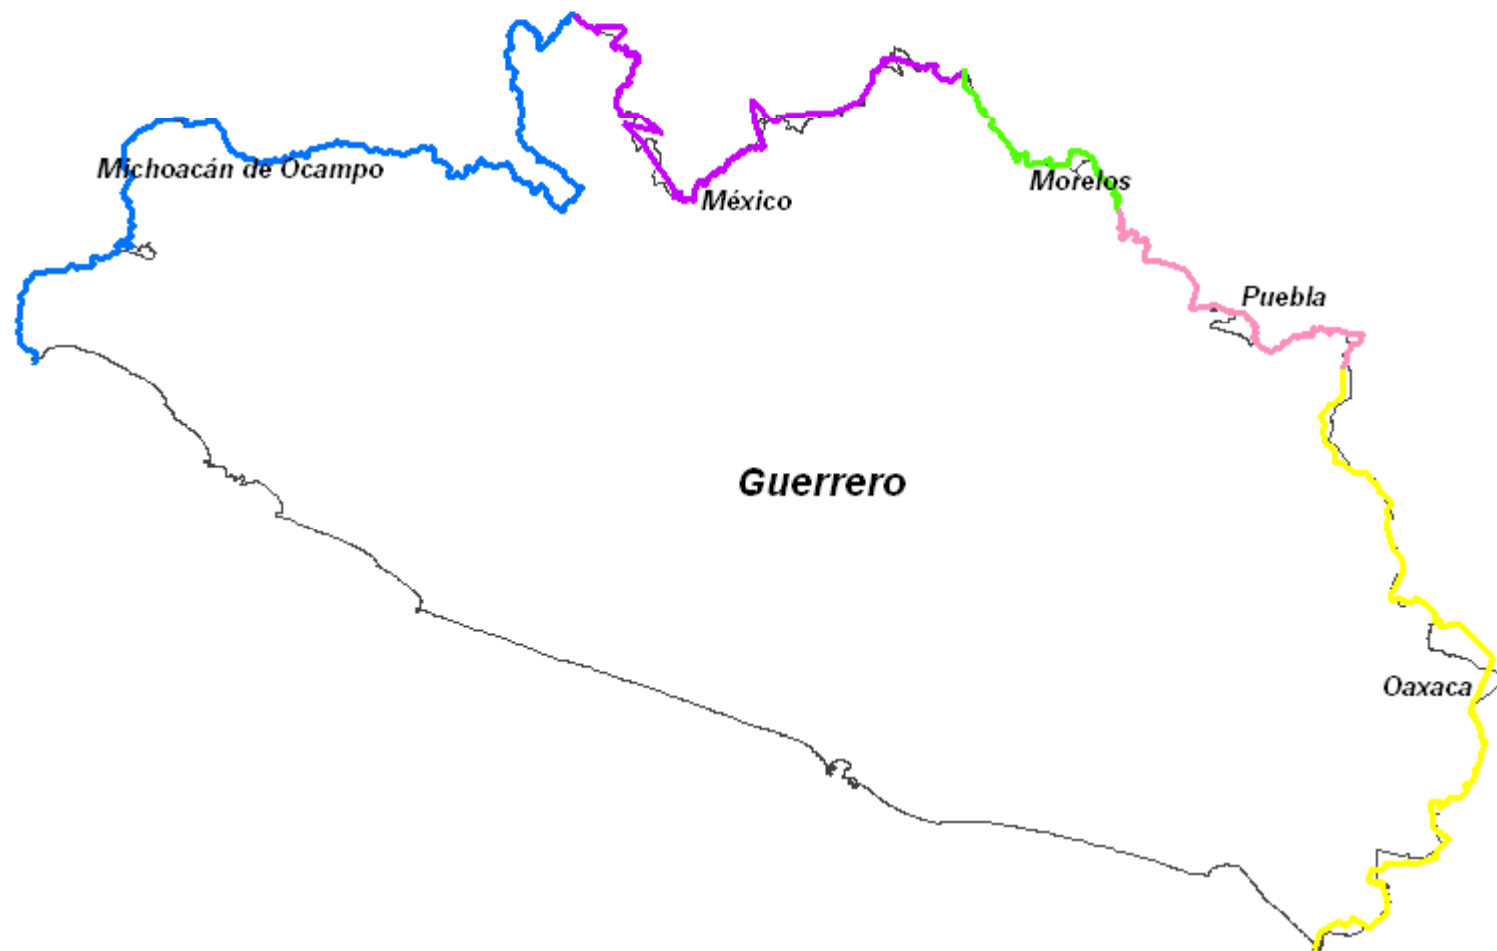 Michoacán de Ocampo
México
Morelos
Puebla
Guerrero
Oaxaca